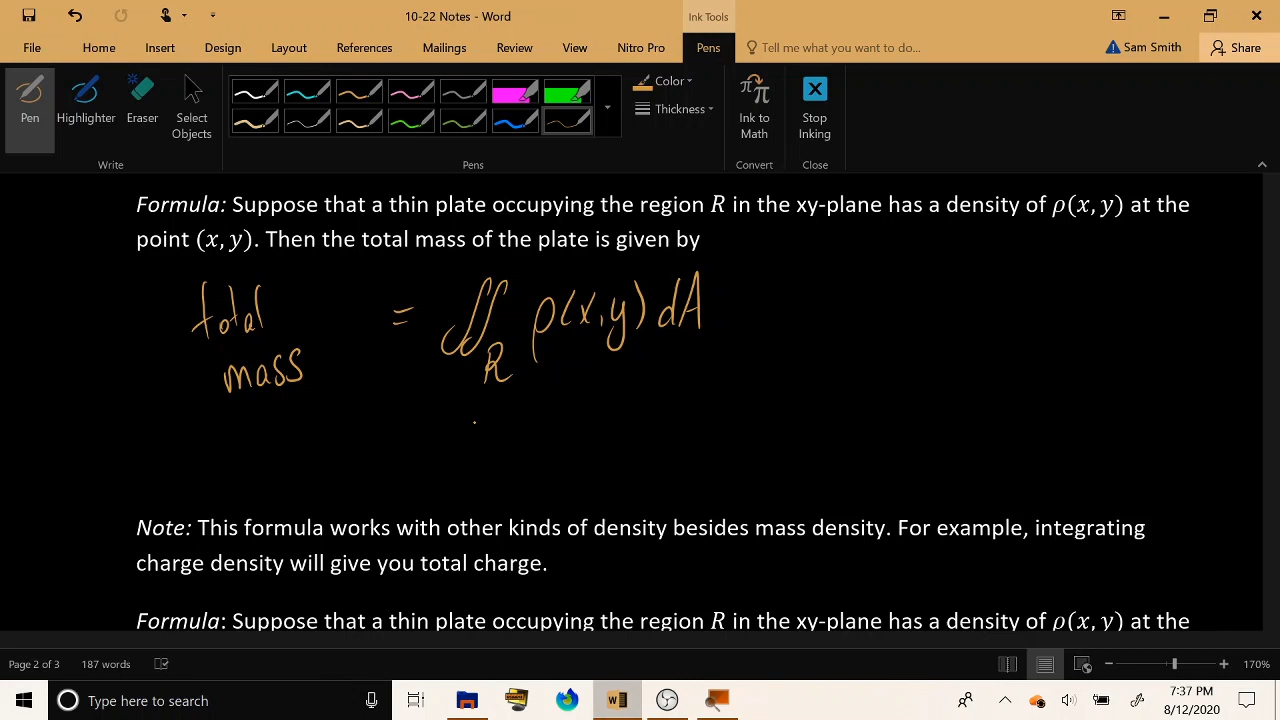 10-22 Notes - Word
Ink Tools
File Home Insert Design Layout References Mailings Review View Nitro Pro Pens Tell me what you want to do... Sam Smith Share
Pen Highlighter Eraser Select Objects
Color
Thickness
Ink to Math
Stop Inking
Write Pens Convert Close
Formula: Suppose that a thin plate occupying the region R in the xy-plane has a density of ρ(x, y) at the
point (x, y). Then the total mass of the plate is given by
total mass = ∬_R ρ(x,y) dA
Note: This formula works with other kinds of density besides mass density. For example, integrating
charge density will give you total charge.
Formula: Suppose that a thin plate occupying the region R in the xy-plane has a density of ρ(x, y) at the
Page 2 of 3 187 words 170%
Type here to search
7:37 PM
8/12/2020